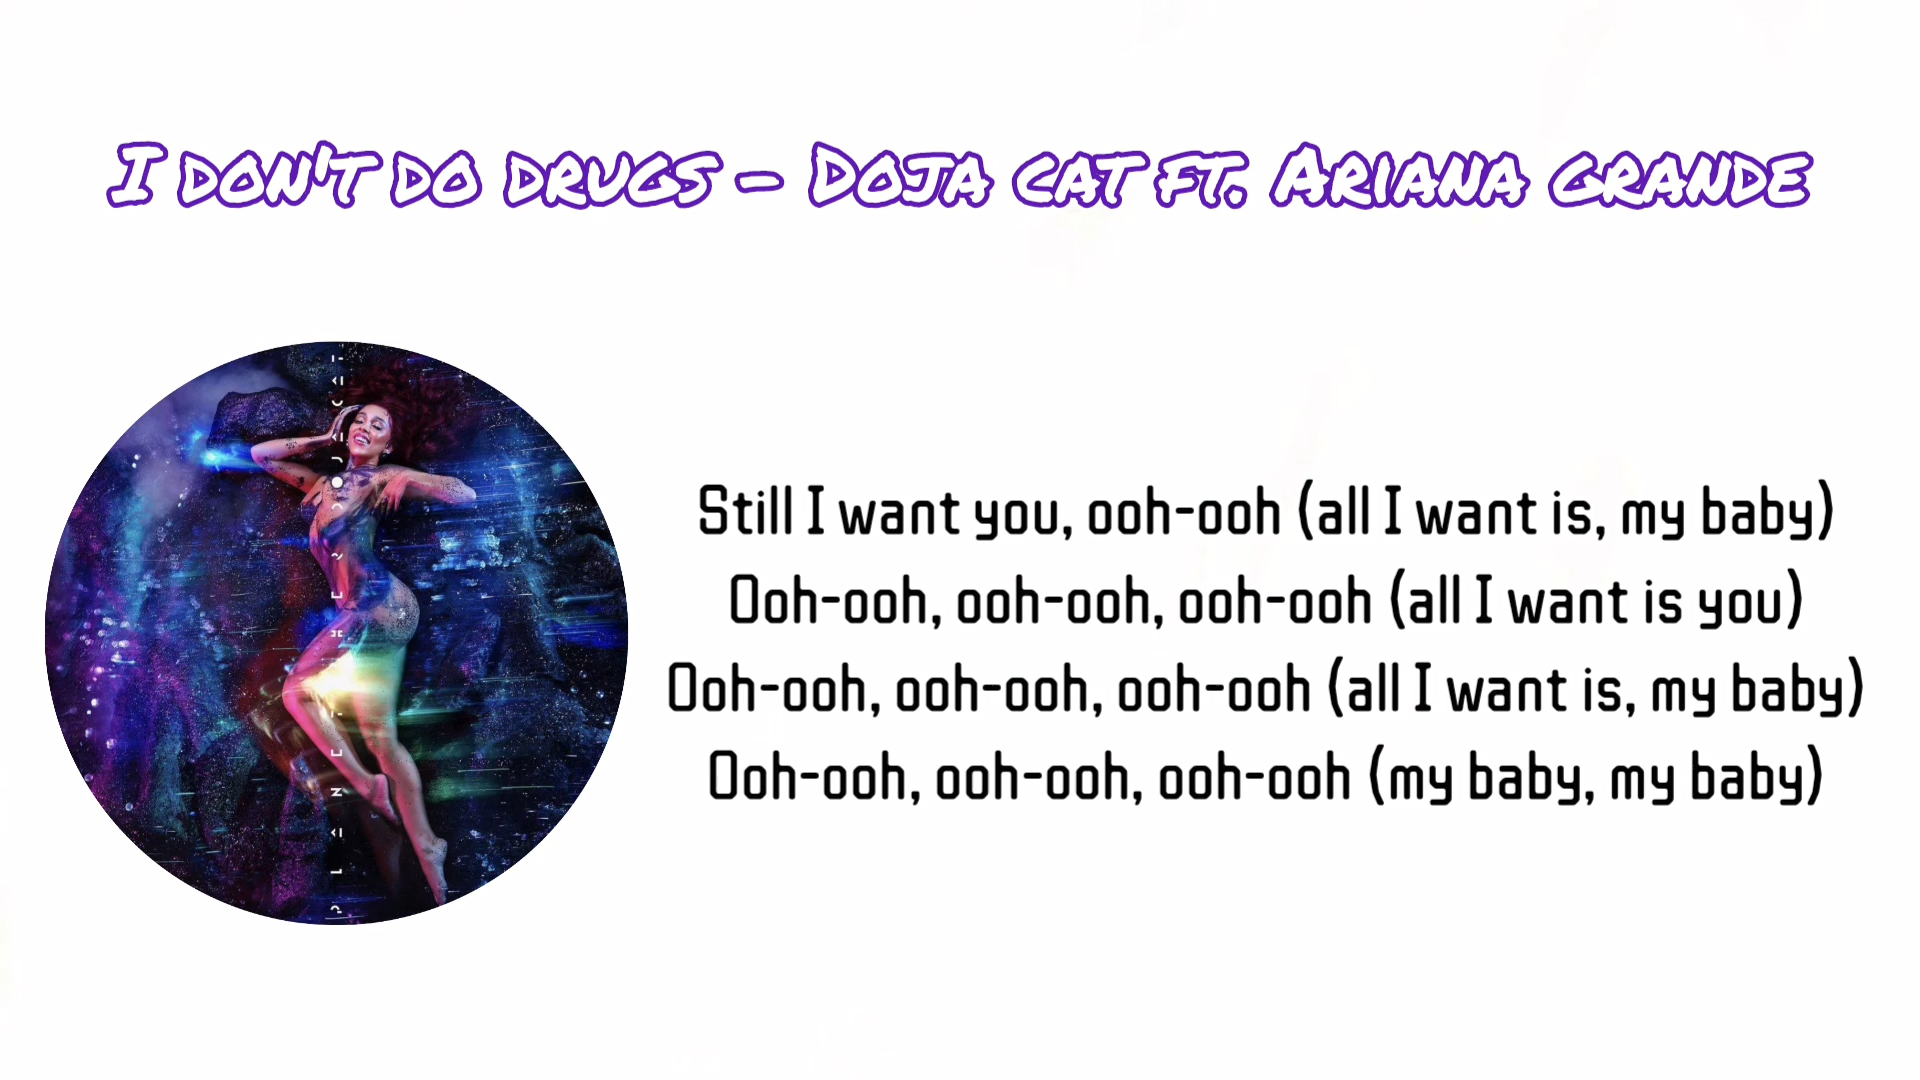 I DON'T DO DRUGS - DOJA CAT FT. ARIANA GRANDE
Still I want you, ooh-ooh (all I want is, my baby)
Ooh-ooh, ooh-ooh, ooh-ooh (all I want is you)
Ooh-ooh, ooh-ooh, ooh-ooh (all I want is, my baby)
Ooh-ooh, ooh-ooh, ooh-ooh (my baby, my baby)